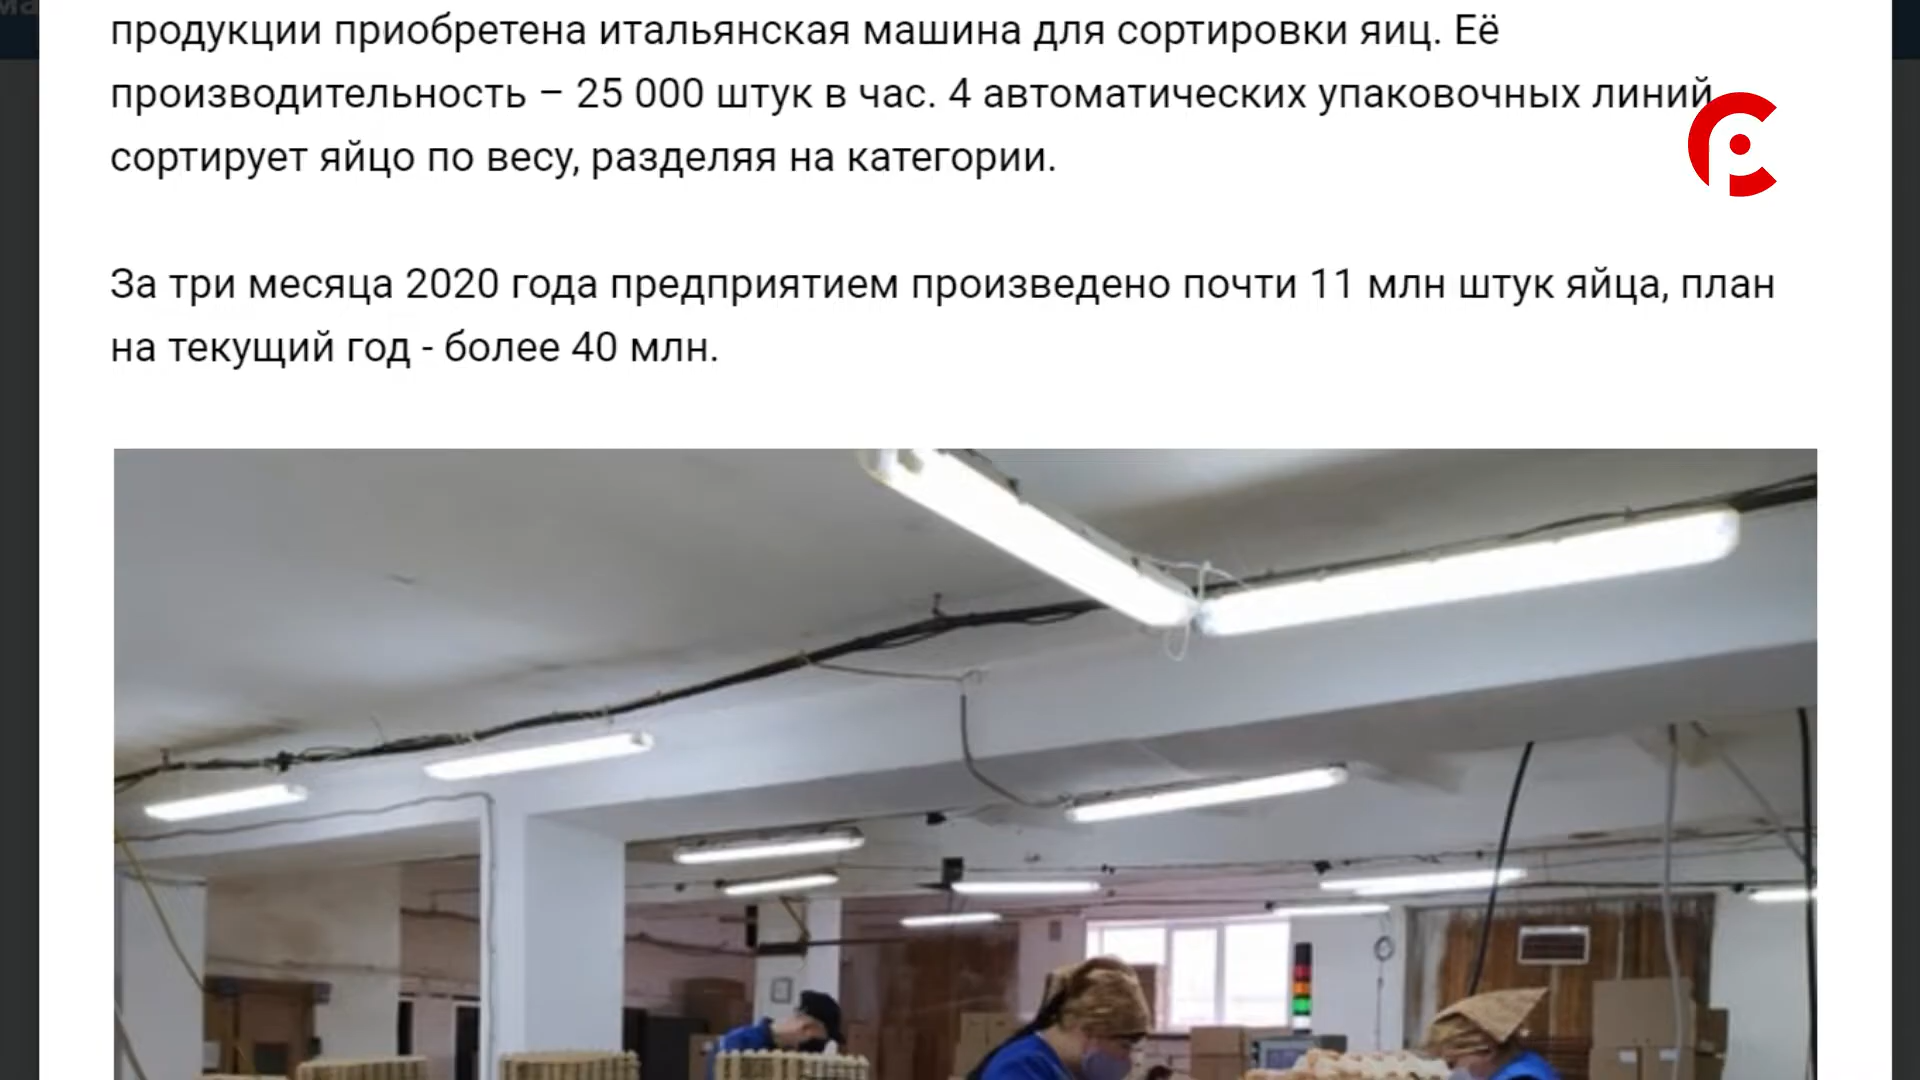 продукции приобретена итальянская машина для сортировки яиц. Её
производительность – 25 000 штук в час. 4 автоматических упаковочных линий
сортирует яйцо по весу, разделяя на категории.
За три месяца 2020 года предприятием произведено почти 11 млн штук яйца, план
на текущий год - более 40 млн.